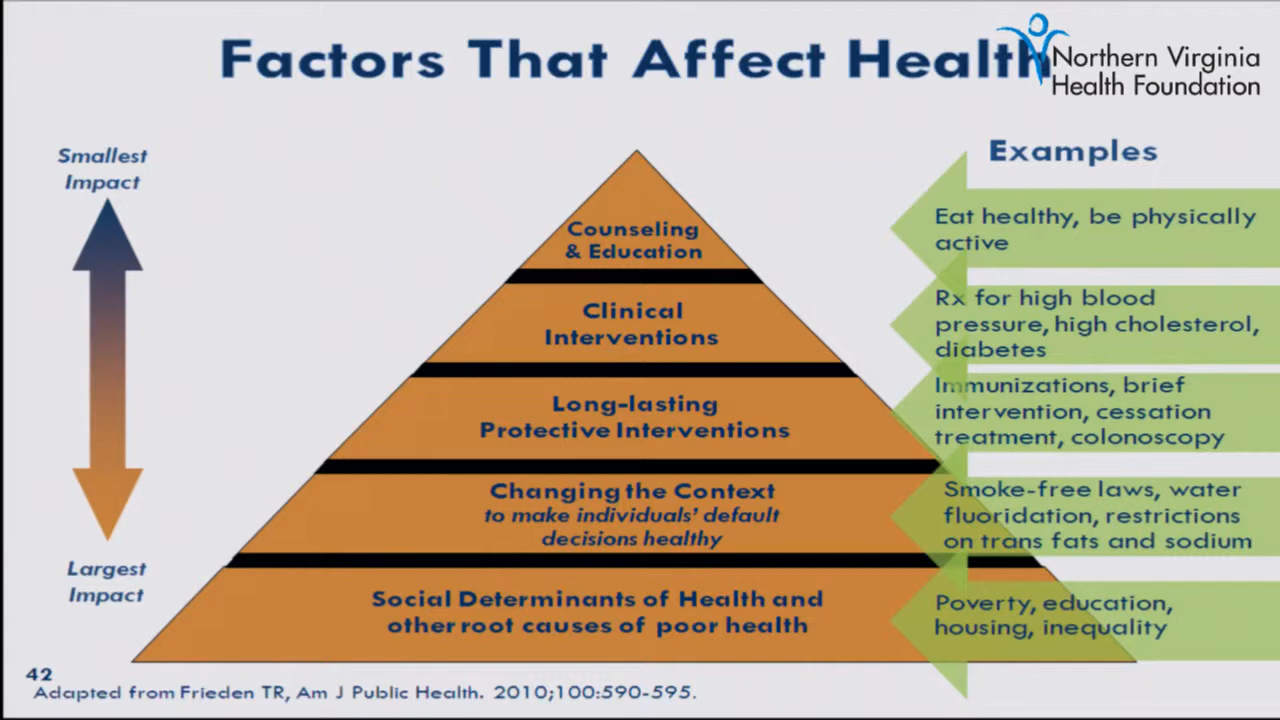 Factors That Affect Health
Northern Virginia
Health Foundation
Smallest
Impact
Largest
Impact
Counseling
& Education
Clinical
Interventions
Long-lasting
Protective Interventions
Changing the Context
to make individuals' default
decisions healthy
Social Determinants of Health and
other root causes of poor health
Examples
Eat healthy, be physically
active
Rx for high blood
pressure, high cholesterol,
diabetes
Immunizations, brief
intervention, cessation
treatment, colonoscopy
Smoke-free laws, water
fluoridation, restrictions
on trans fats and sodium
Poverty, education,
housing, inequality
42
Adapted from Frieden TR, Am J Public Health. 2010;100:590-595.